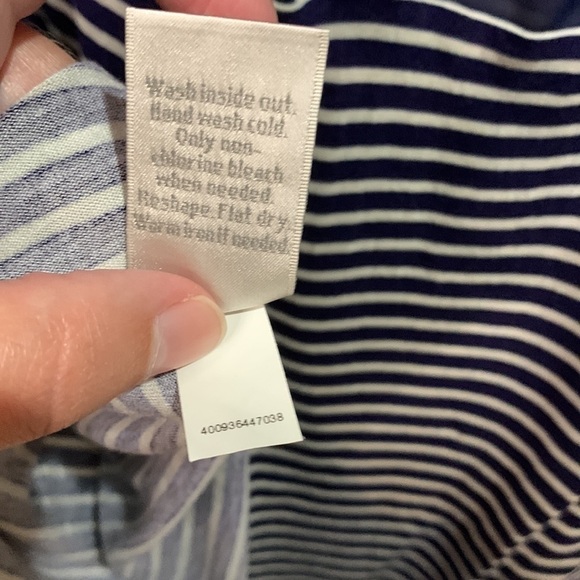 Wash inside out.
Hand wash cold.
Only non-
chlorine bleach
when needed.
Reshape. Flat dry.
Warm iron if needed
400936447038